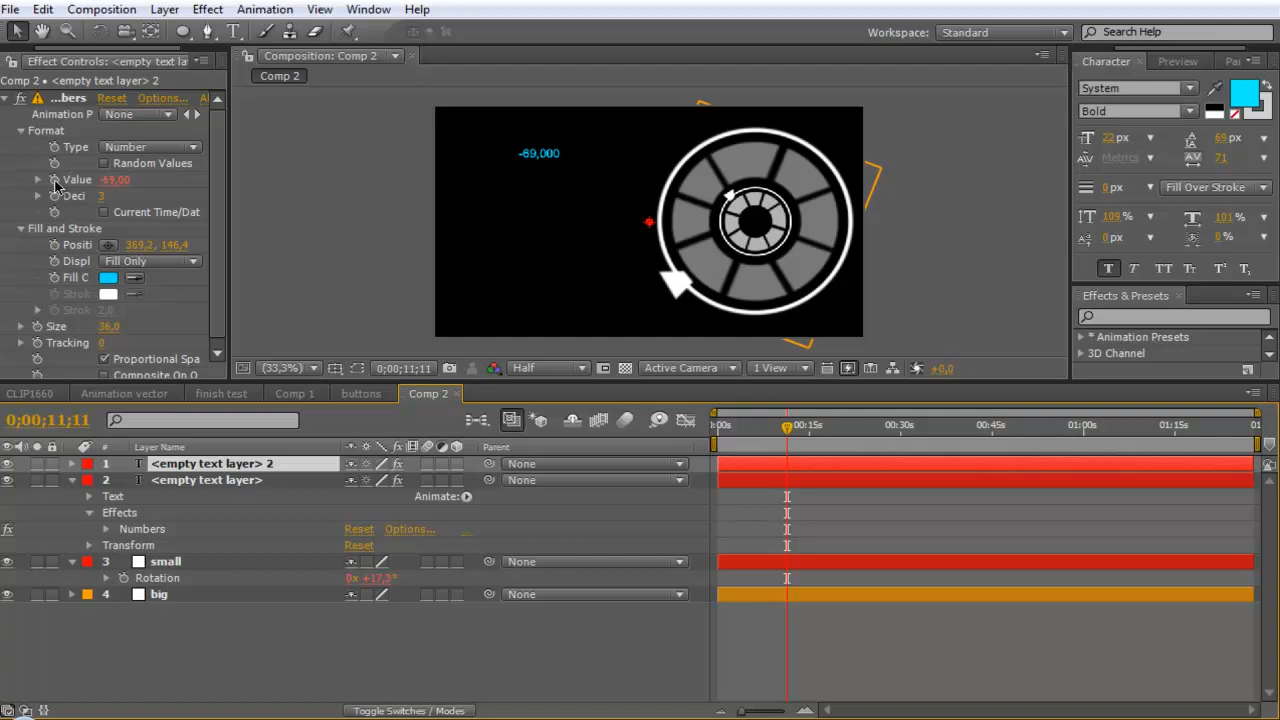 File Edit Composition Layer Effect Animation View Window Help
Workspace: Standard Search Help
Effect Controls: <empty text la
Composition: Comp 2
Character Preview Pa
Comp 2 • <empty text layer> 2
Comp 2
...bers Reset Options...
Animation P None
Format
Type Number
Random Values
Value -69,00
Deci 3
Current Time/Dat
Fill and Stroke
Positi 369,2, 146,4
Displ Fill Only
Fill C
Strok
Strok 2,0
Size 36,0
Tracking 0
Proportional Spa
Composite On O
-69,000
System
Bold
22 px 69 px
Metrics 71
0 px Fill Over Stroke
109 % 101 %
0 px 0 %
T T TT Tt T¹ T₁
Effects & Presets
* Animation Presets
3D Channel
(33,3%) 0;00;11;11 Half Active Camera 1 View +0,0
CLIP1660 Animation vector finish test Comp 1 buttons Comp 2
0;00;11;11
:00s 00:15s 00:30s 00:45s 01:00s 01:15s 01
# Layer Name Parent
1 T <empty text layer> 2 None
2 T <empty text layer> None
Text Animate:
Effects
fx Numbers Reset Options... ...
Transform Reset
3 small None
Rotation 0x +17,3°
4 big None
Toggle Switches / Modes